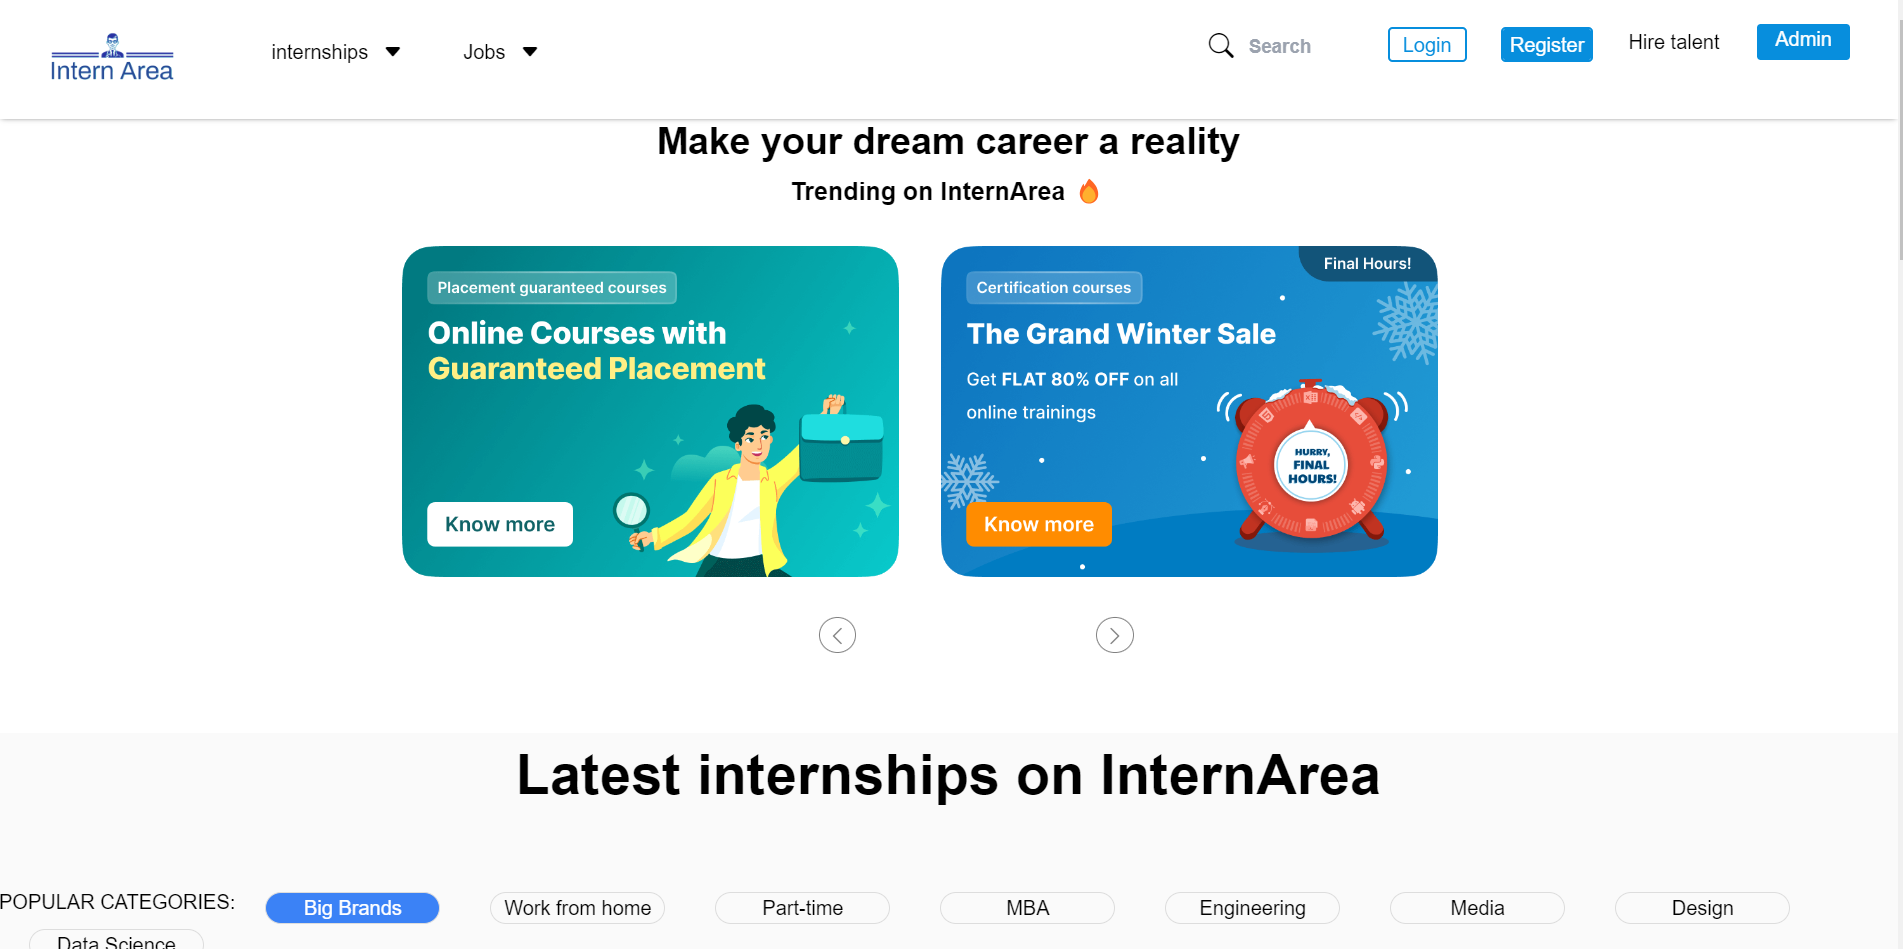 Intern Area
internships
Jobs
Search
Login
Register
Hire talent
Admin
Make your dream career a reality
Trending on InternArea
Placement guaranteed courses
Online Courses with
Guaranteed Placement
Know more
Final Hours!
Certification courses
The Grand Winter Sale
Get FLAT 80% OFF on all
online trainings
HURRY,
FINAL
HOURS!
Know more
Latest internships on InternArea
POPULAR CATEGORIES:
Big Brands
Work from home
Part-time
MBA
Engineering
Media
Design
Data Science